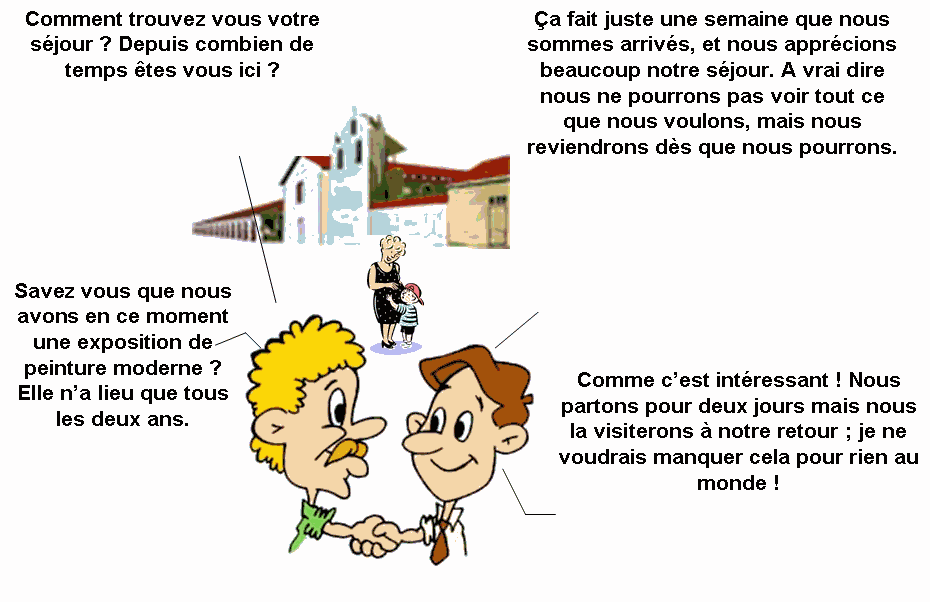 Comment trouvez vous votre
séjour ? Depuis combien de
temps êtes vous ici ?
Ça fait juste une semaine que nous
sommes arrivés, et nous apprécions
beaucoup notre séjour. A vrai dire
nous ne pourrons pas voir tout ce
que nous voulons, mais nous
reviendrons dès que nous pourrons.
Savez vous que nous
avons en ce moment
une exposition de
peinture moderne ?
Elle n’a lieu que tous
les deux ans.
Comme c’est intéressant ! Nous
partons pour deux jours mais nous
la visiterons à notre retour ; je ne
voudrais manquer cela pour rien au
monde !